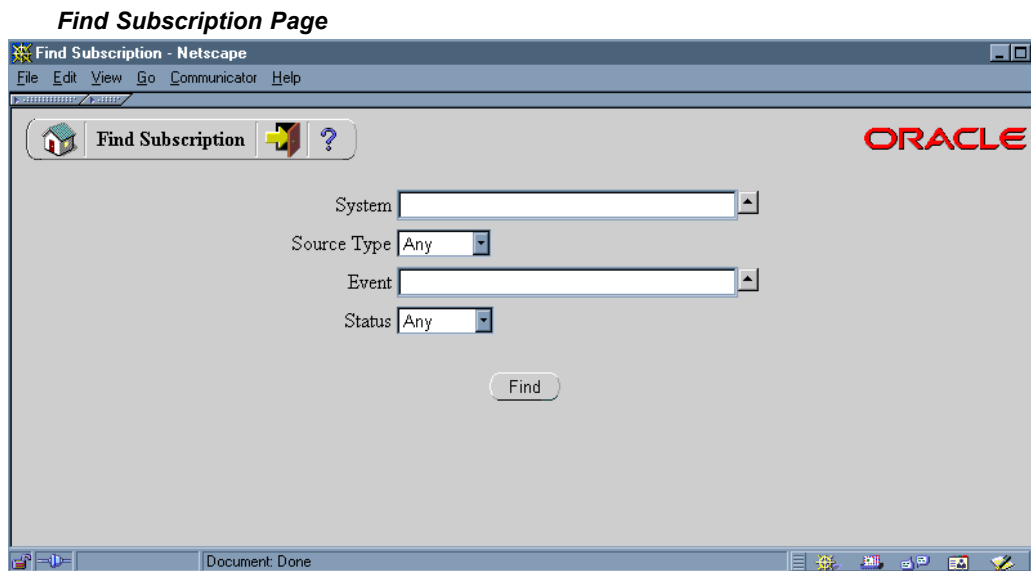 Find Subscription Page
Find Subscription - Netscape
File Edit View Go Communicator Help
Find Subscription ?
ORACLE
System
Source Type Any
Event
Status Any
Find
Document: Done